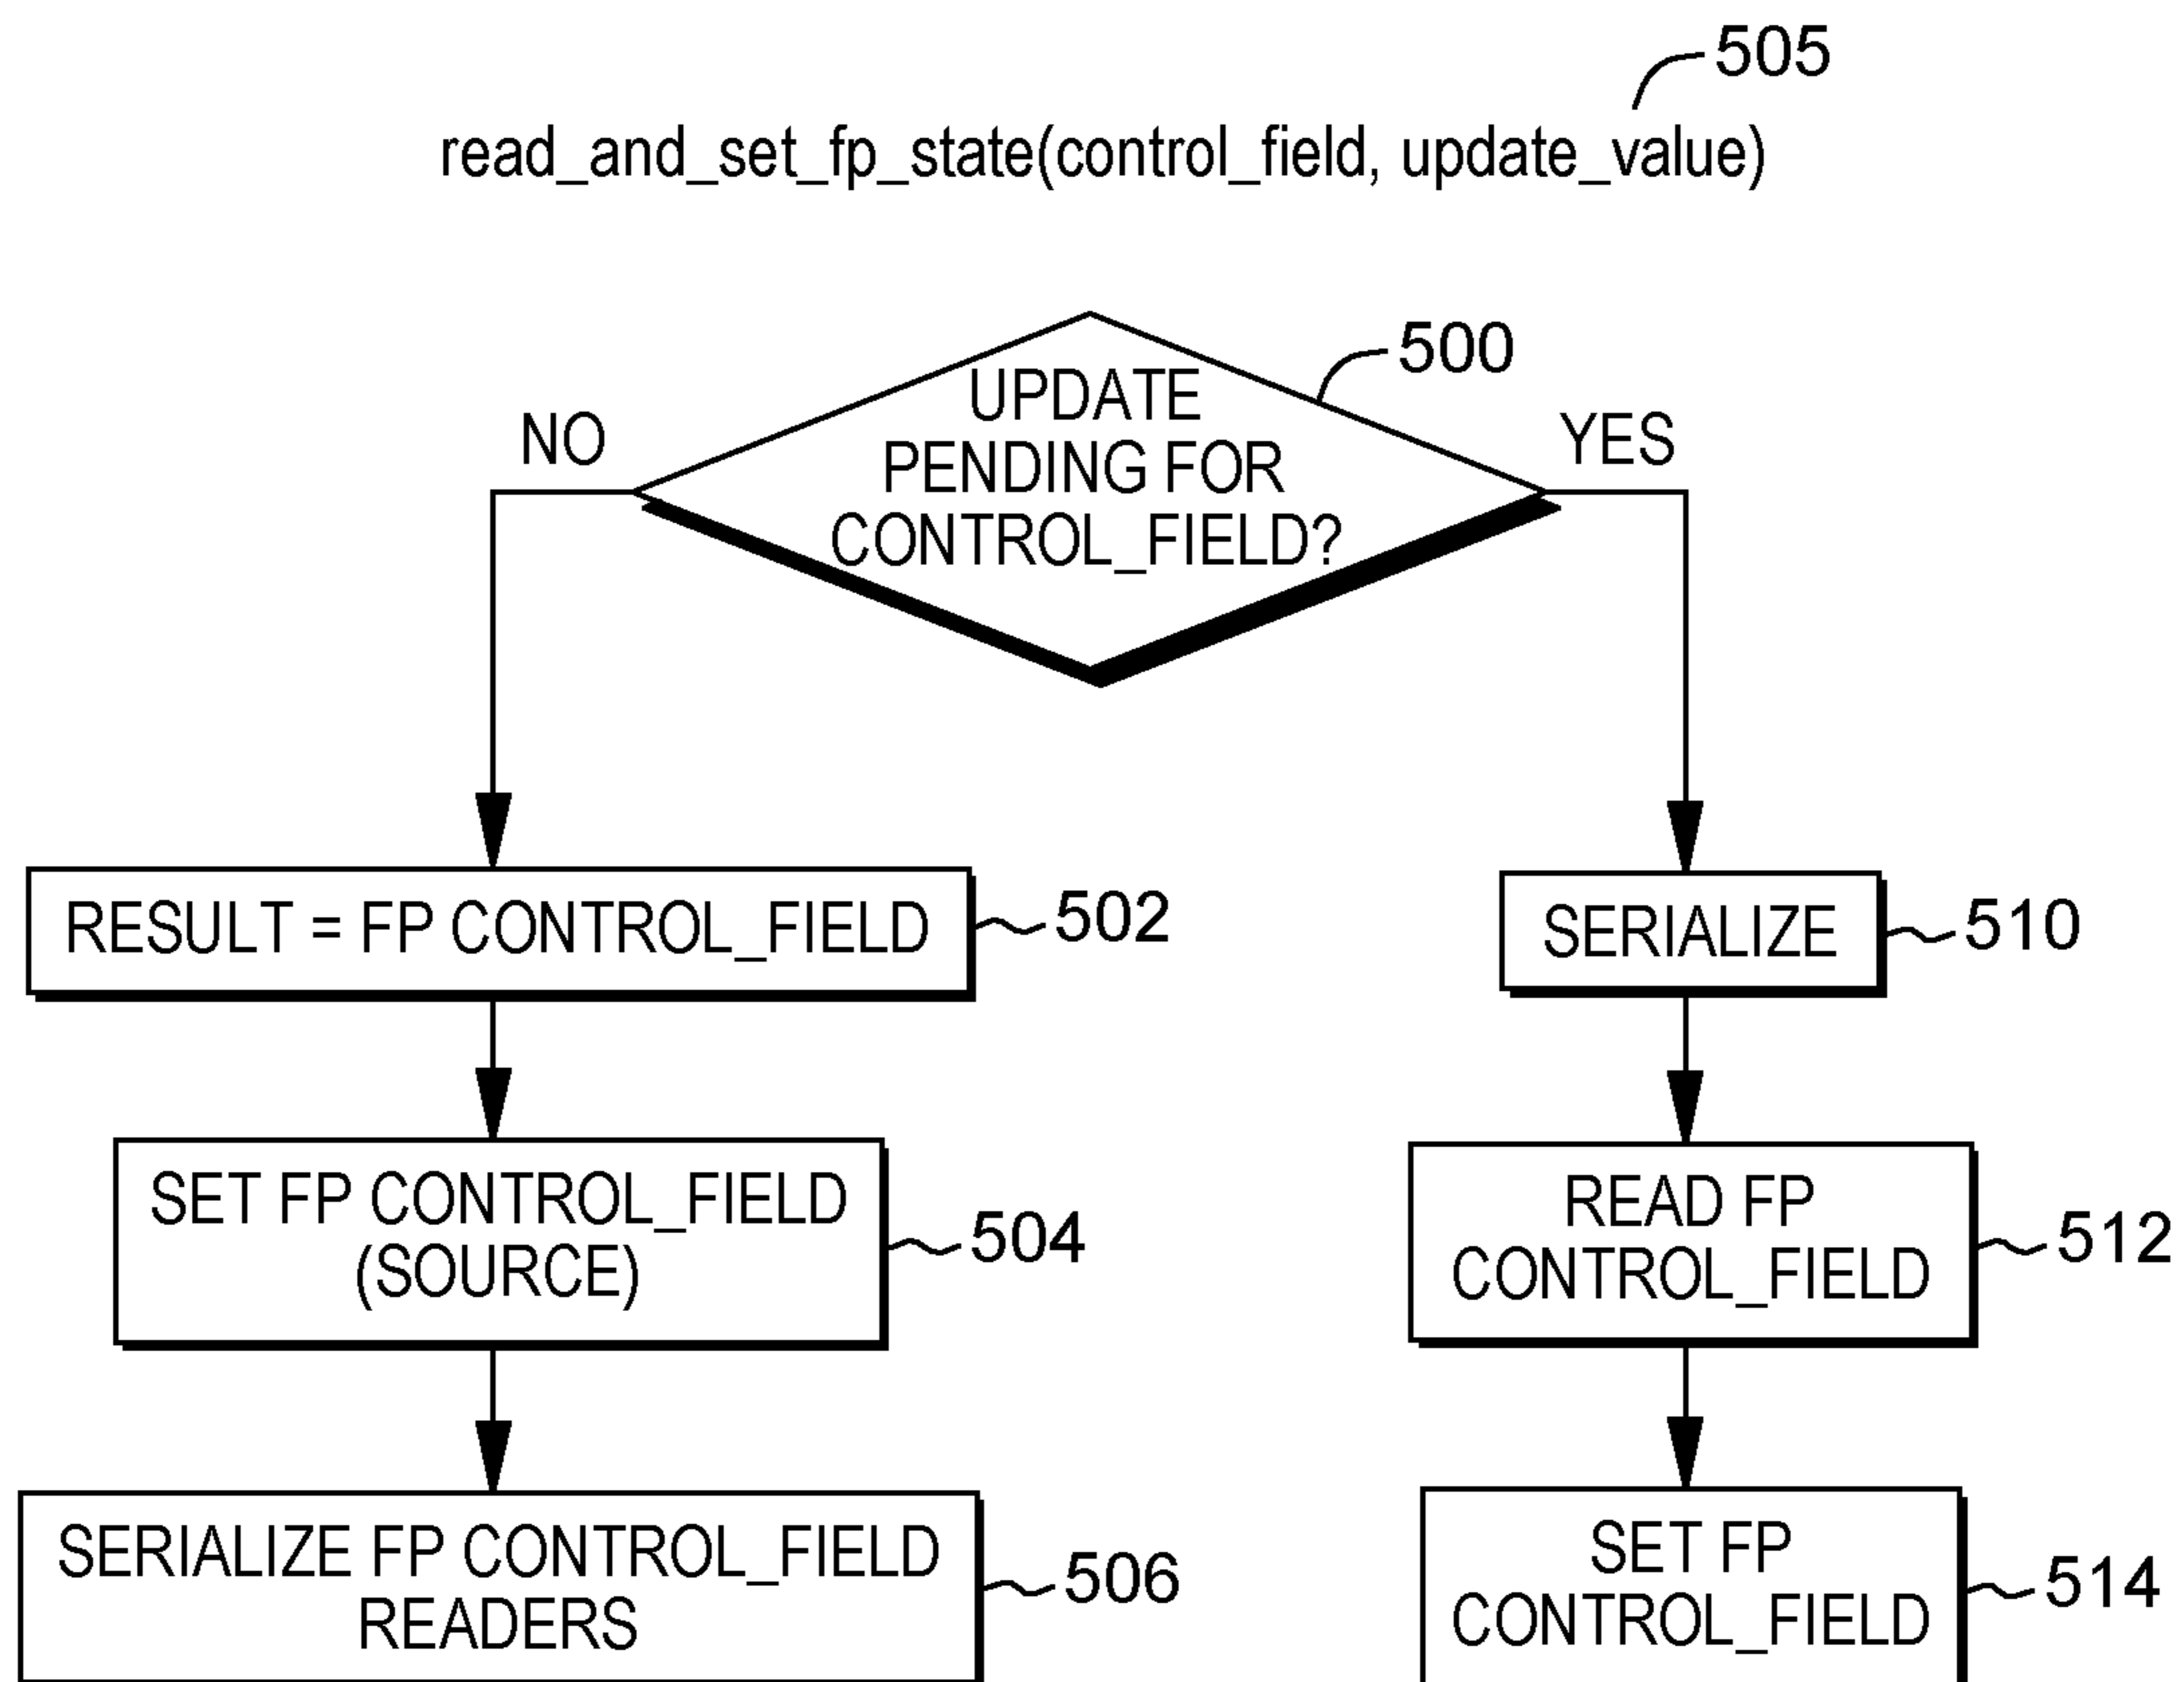 505
read_and_set_fp_state(control_field, update_value)
500
UPDATE
PENDING FOR
CONTROL_FIELD?
NO
YES
RESULT = FP CONTROL_FIELD
502
SET FP CONTROL_FIELD
(SOURCE)
504
SERIALIZE FP CONTROL_FIELD
READERS
506
SERIALIZE
510
READ FP
CONTROL_FIELD
512
SET FP
CONTROL_FIELD
514